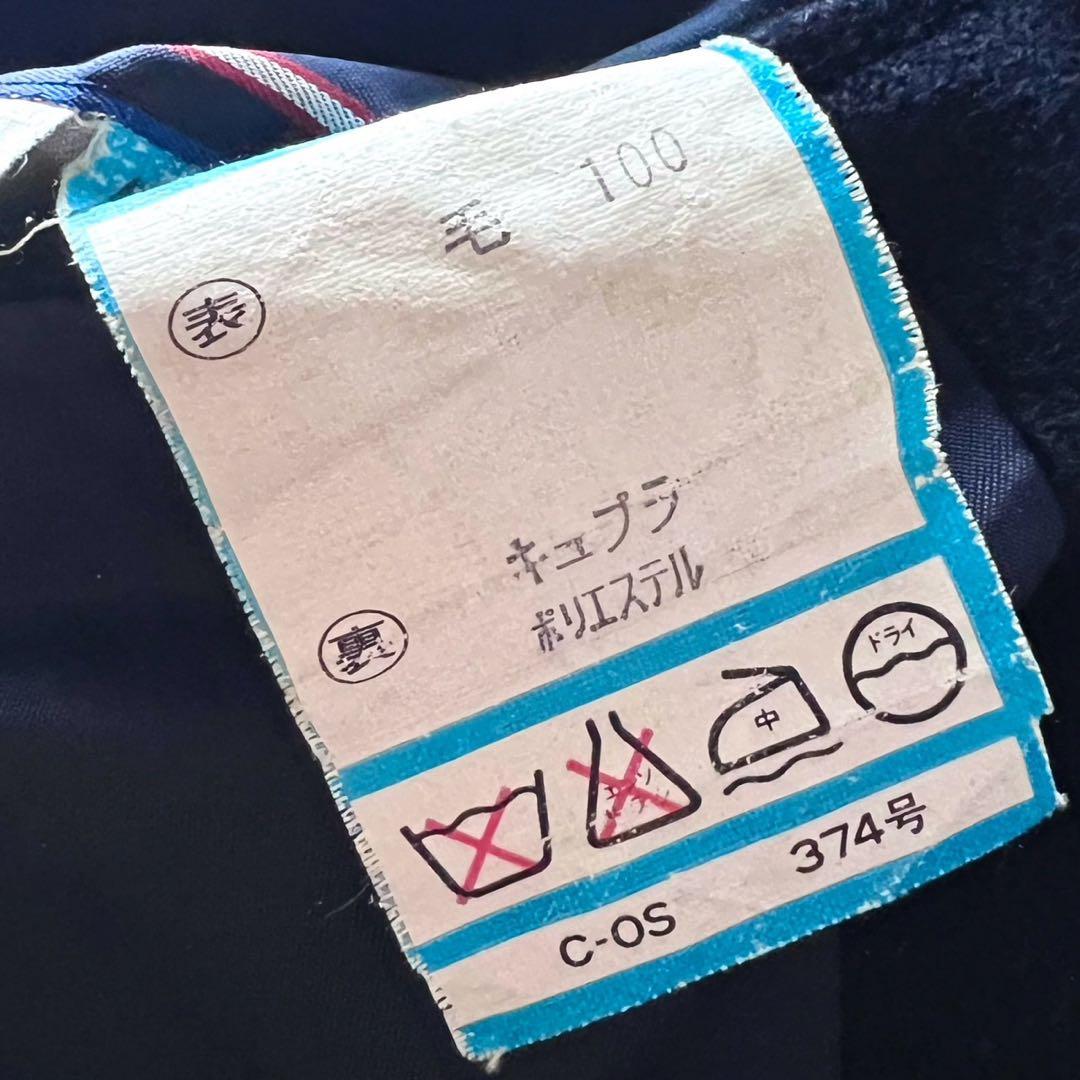 表 毛 100
キュプラ
裏 ポリエステル
ドライ
中
374号
C-OS